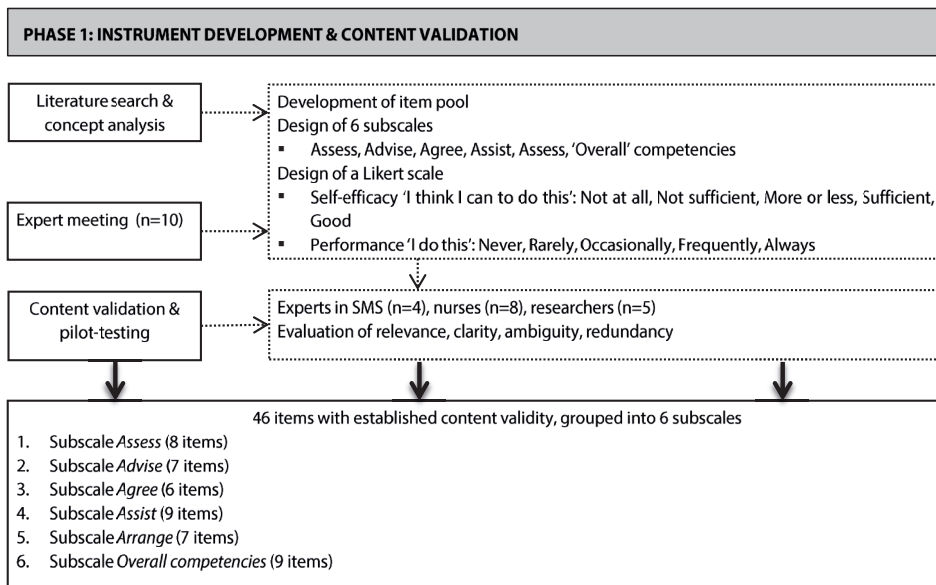 PHASE 1: INSTRUMENT DEVELOPMENT & CONTENT VALIDATION
Literature search &
concept analysis
Development of item pool
Design of 6 subscales
▪ Assess, Advise, Agree, Assist, Assess, ‘Overall’ competencies
Design of a Likert scale
▪ Self-efficacy ‘I think I can to do this’: Not at all, Not sufficient, More or less, Sufficient,
Good
▪ Performance ‘I do this’: Never, Rarely, Occasionally, Frequently, Always
Expert meeting (n=10)
Content validation &
pilot-testing
Experts in SMS (n=4), nurses (n=8), researchers (n=5)
Evaluation of relevance, clarity, ambiguity, redundancy
46 items with established content validity, grouped into 6 subscales
1. Subscale Assess (8 items)
2. Subscale Advise (7 items)
3. Subscale Agree (6 items)
4. Subscale Assist (9 items)
5. Subscale Arrange (7 items)
6. Subscale Overall competencies (9 items)